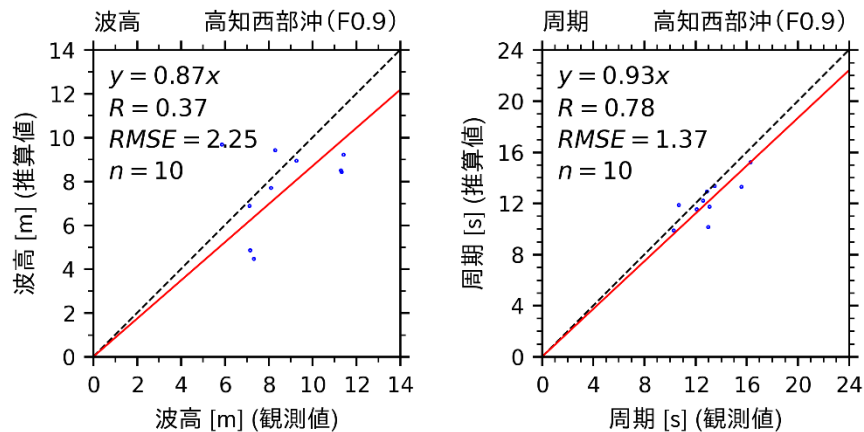 波高 高知西部沖（F0.9）
y = 0.87x
R = 0.37
RMSE = 2.25
n = 10
波高 [m] (推算値)
14
12
10
8
6
4
2
0
0 2 4 6 8 10 12 14
波高 [m] (観測値)
周期 高知西部沖（F0.9）
y = 0.93x
R = 0.78
RMSE = 1.37
n = 10
周期 [s] (推算値)
24
20
16
12
8
4
0
0 4 8 12 16 20 24
周期 [s] (観測値)